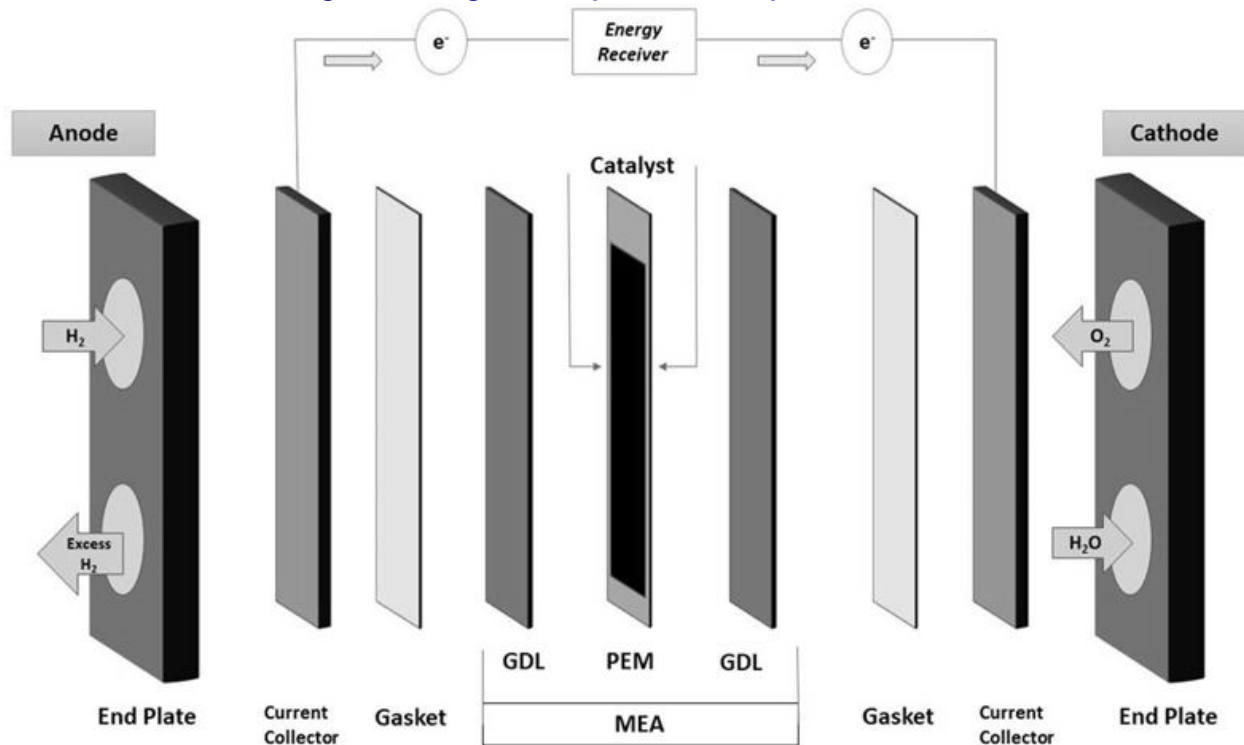 e-
Energy
Receiver
e-
Anode
Cathode
Catalyst
H2
O2
Excess
H2
H2O
GDL
PEM
GDL
End Plate
Current
Collector
Gasket
MEA
Gasket
Current
Collector
End Plate